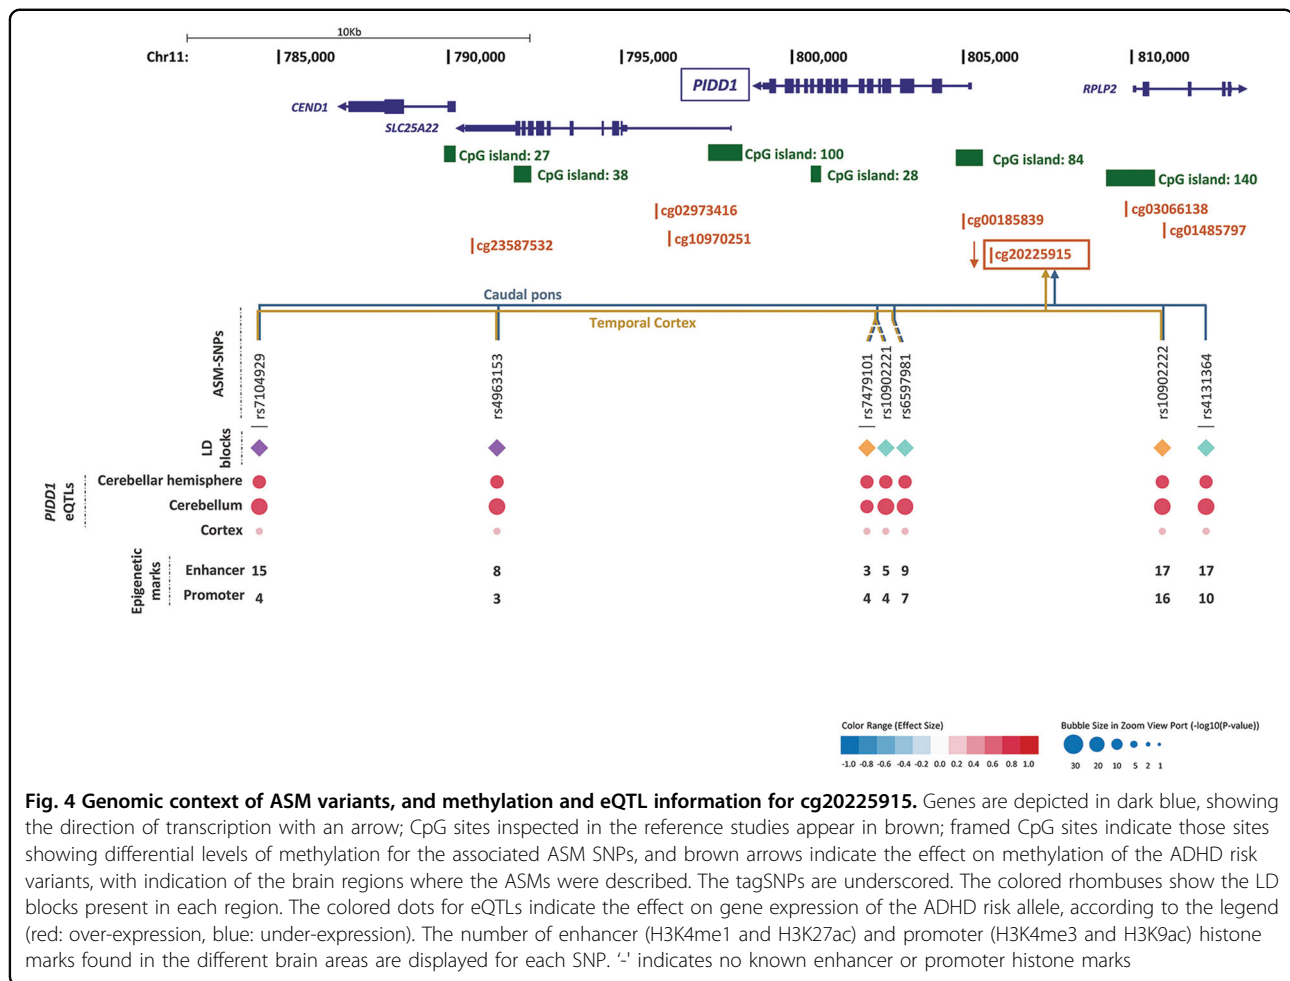 10Kb
Chr11: 785,000 790,000 795,000 800,000 805,000 810,000
PIDD1
RPLP2
CEND1
SLC25A22
CpG island: 27
CpG island: 100
CpG island: 84
CpG island: 38
CpG island: 28
CpG island: 140
cg02973416
cg00185839
cg03066138
cg23587532
cg10970251
cg20225915
cg01485797
Caudal pons
Temporal Cortex
ASM-SNPs
rs7104929
rs4963153
rs7479101
rs10902221
rs6597981
rs10902222
rs4131364
LD blocks
PIDD1 eQTLs
Cerebellar hemisphere
Cerebellum
Cortex
Epigenetic marks
Enhancer 15 8 3 5 9 17 17
Promoter 4 3 4 4 7 16 10
Color Range (Effect Size)
-1.0 -0.8 -0.6 -0.4 -0.2 0.0 0.2 0.4 0.6 0.8 1.0
Bubble Size in Zoom View Port (-log10(P-value))
30 20 10 5 2 1
Fig. 4 Genomic context of ASM variants, and methylation and eQTL information for cg20225915. Genes are depicted in dark blue, showing
the direction of transcription with an arrow; CpG sites inspected in the reference studies appear in brown; framed CpG sites indicate those sites
showing differential levels of methylation for the associated ASM SNPs, and brown arrows indicate the effect on methylation of the ADHD risk
variants, with indication of the brain regions where the ASMs were described. The tagSNPs are underscored. The colored rhombuses show the LD
blocks present in each region. The colored dots for eQTLs indicate the effect on gene expression of the ADHD risk allele, according to the legend
(red: over-expression, blue: under-expression). The number of enhancer (H3K4me1 and H3K27ac) and promoter (H3K4me3 and H3K9ac) histone
marks found in the different brain areas are displayed for each SNP. ‘-’ indicates no known enhancer or promoter histone marks